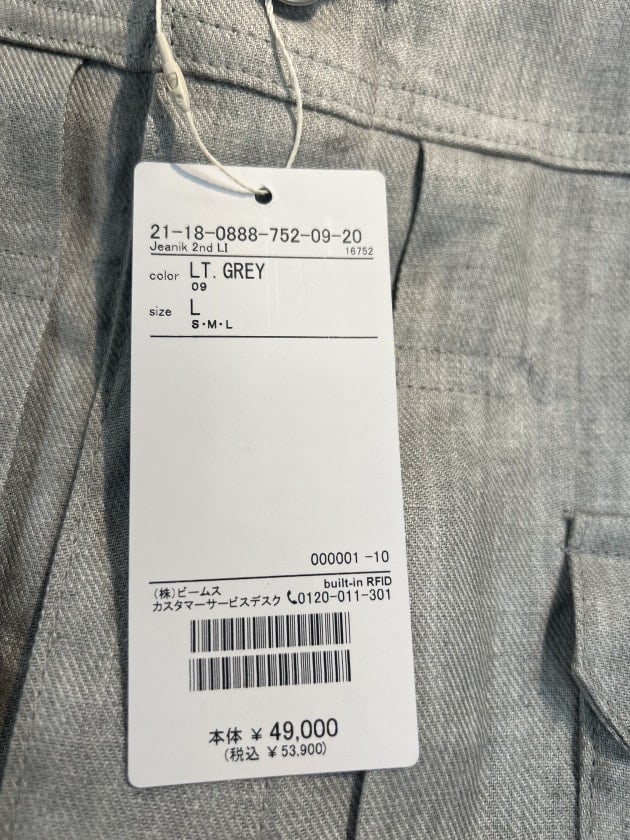 21-18-0888-752-09-20
Jeanik 2nd LI 16752
color LT. GREY
09
size L
S・M・L
000001 -10
built-in RFID
(株)ビームス
カスタマーサービスデスク 0120-011-301
本体 ¥ 49,000
(税込 ¥ 53,900)